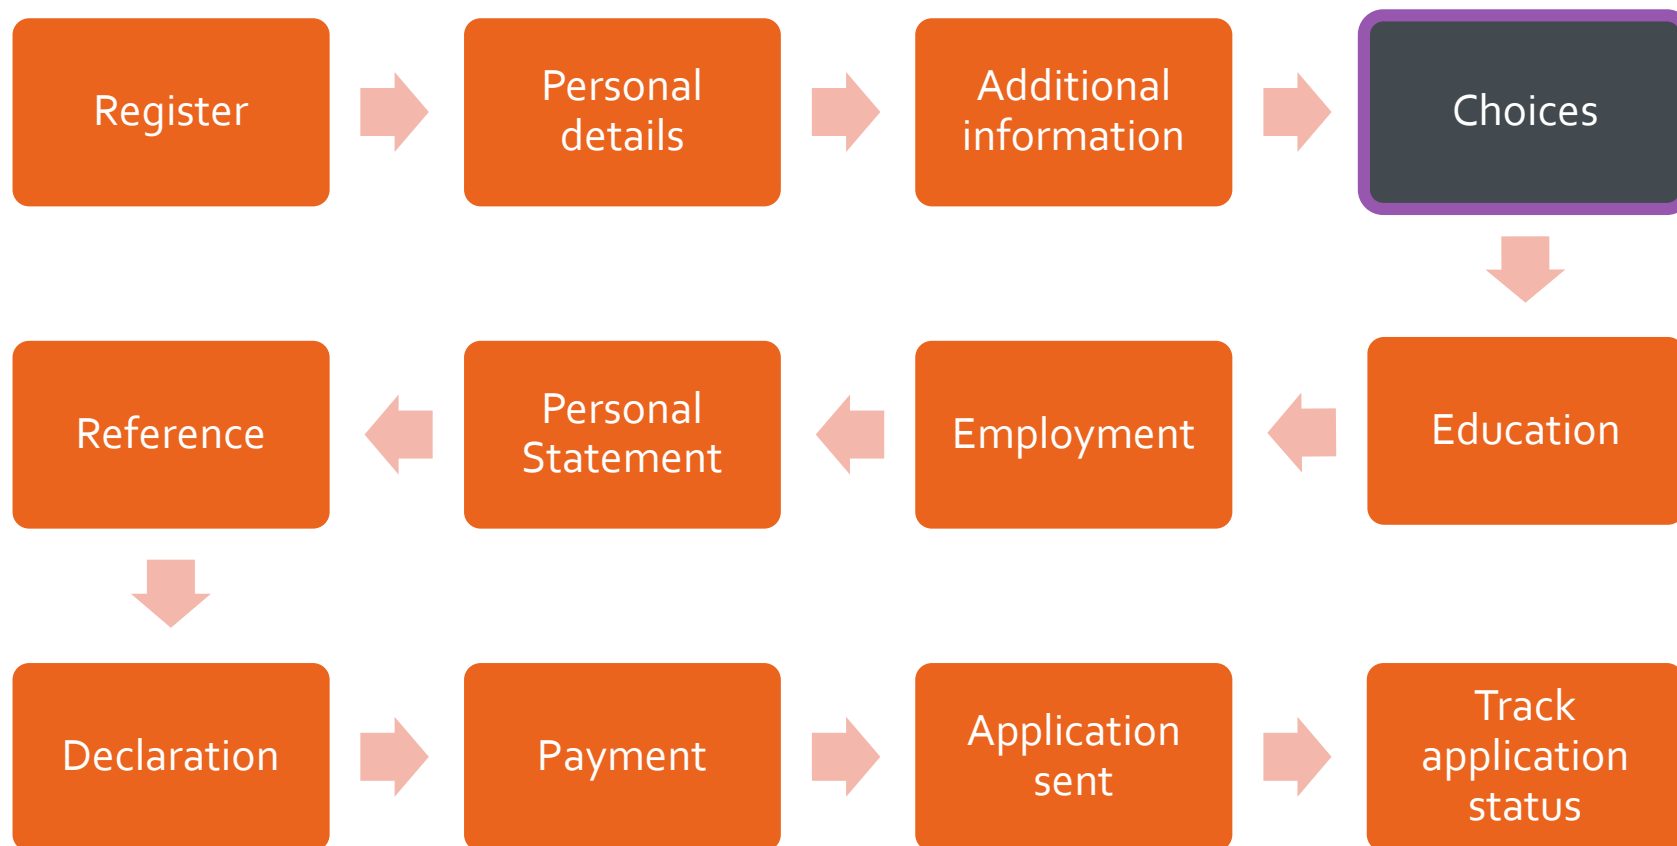 Register
Personal
details
Additional
information
Choices
Education
Employment
Personal
Statement
Reference
Declaration
Payment
Application
sent
Track
application
status